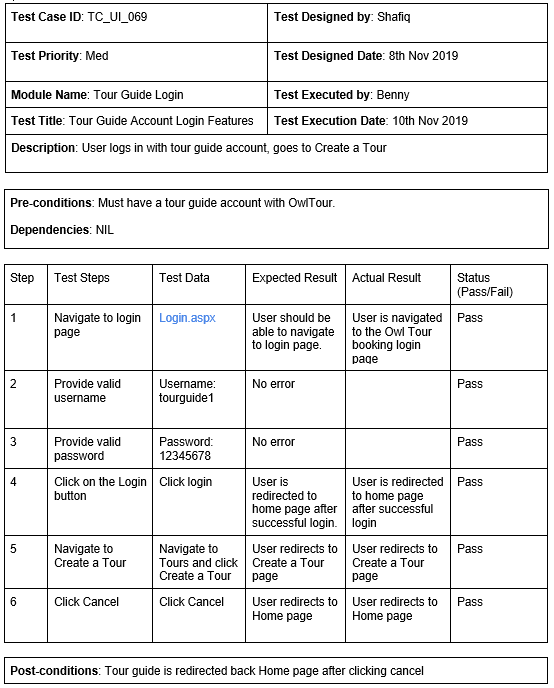 Test Case ID: TC_UI_069
Test Designed by: Shafiq
Test Priority: Med
Test Designed Date: 8th Nov 2019
Module Name: Tour Guide Login
Test Executed by: Benny
Test Title: Tour Guide Account Login Features
Test Execution Date: 10th Nov 2019
Description: User logs in with tour guide account, goes to Create a Tour
Pre-conditions: Must have a tour guide account with OwlTour.
Dependencies: NIL
Step
Test Steps
Test Data
Expected Result
Actual Result
Status
(Pass/Fail)
1
Navigate to login
page
Login.aspx
User should be
able to navigate
to login page.
User is navigated
to the Owl Tour
booking login
page
Pass
2
Provide valid
username
Username:
tourguide1
No error
Pass
3
Provide valid
password
Password:
12345678
No error
Pass
4
Click on the Login
button
Click login
User is
redirected to
home page after
successful login.
User is redirected
to home page
after successful
login
Pass
5
Navigate to
Create a Tour
Navigate to
Tours and click
Create a Tour
User redirects to
Create a Tour
page
User redirects to
Create a Tour
page
Pass
6
Click Cancel
Click Cancel
User redirects to
Home page
User redirects to
Home page
Pass
Post-conditions: Tour guide is redirected back Home page after clicking cancel